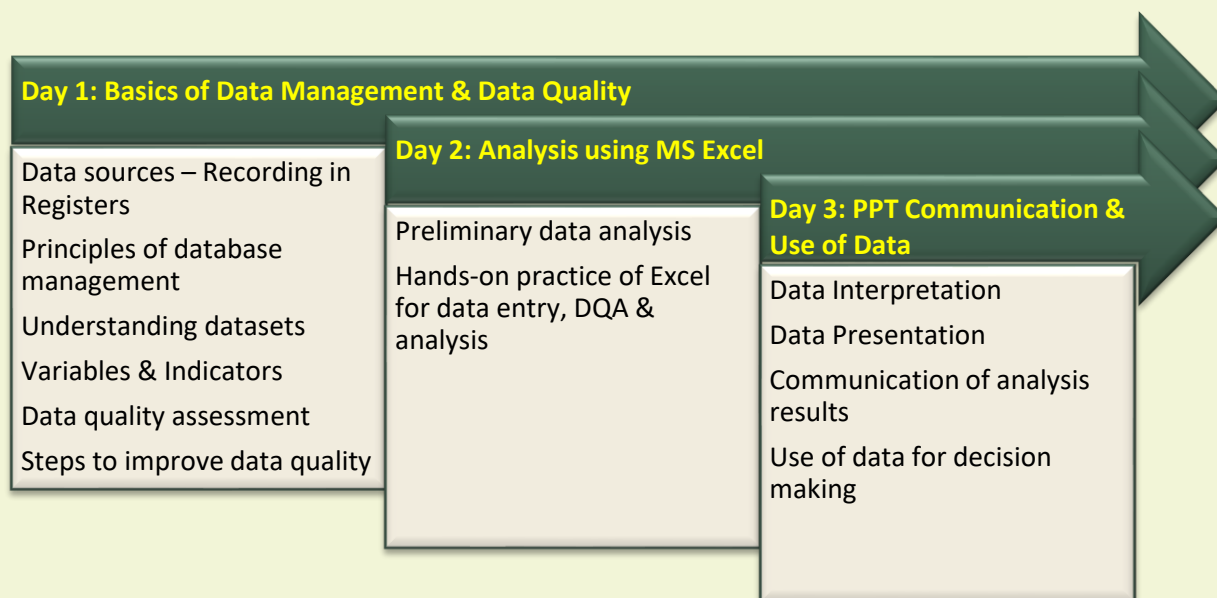 Day 1: Basics of Data Management & Data Quality
Data sources – Recording in
Registers
Principles of database
management
Understanding datasets
Variables & Indicators
Data quality assessment
Steps to improve data quality
Day 2: Analysis using MS Excel
Preliminary data analysis
Hands-on practice of Excel
for data entry, DQA &
analysis
Day 3: PPT Communication &
Use of Data
Data Interpretation
Data Presentation
Communication of analysis
results
Use of data for decision
making